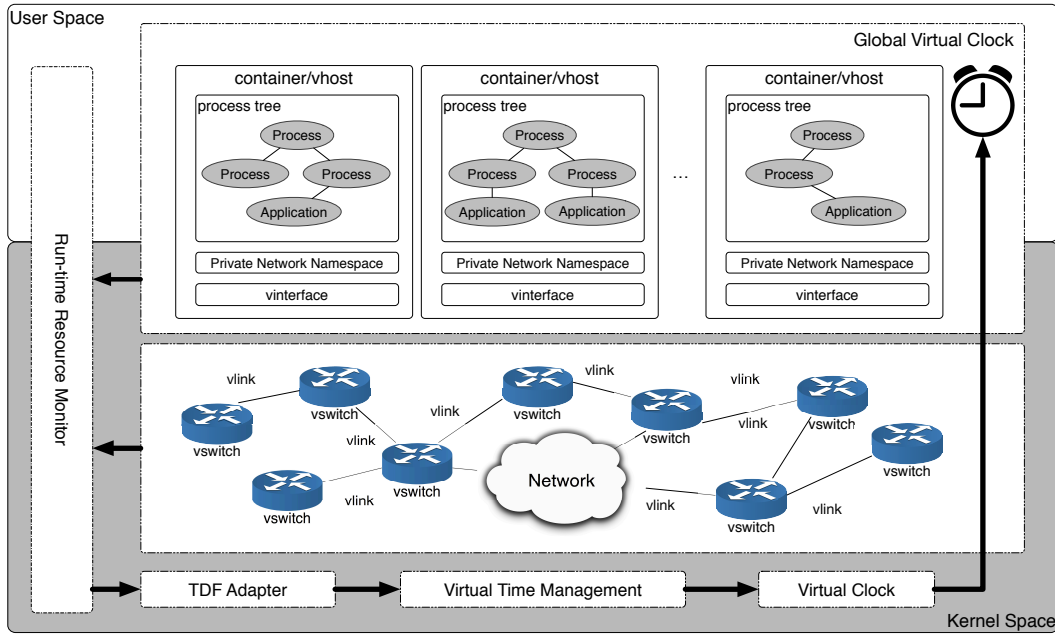 User Space
Global Virtual Clock
container/vhost
process tree
Process
Process
Process
Application
Private Network Namespace
vinterface
container/vhost
process tree
Process
Process
Process
Application
Application
Private Network Namespace
vinterface
...
container/vhost
process tree
Process
Process
Application
Private Network Namespace
vinterface
Run-time Resource Monitor
vlink
vswitch
vswitch
vlink
vlink
vswitch
vlink
vswitch
vswitch
vlink
vswitch
vlink
vlink
vswitch
vswitch
Network
vlink
vswitch
vlink
TDF Adapter
Virtual Time Management
Virtual Clock
Kernel Space